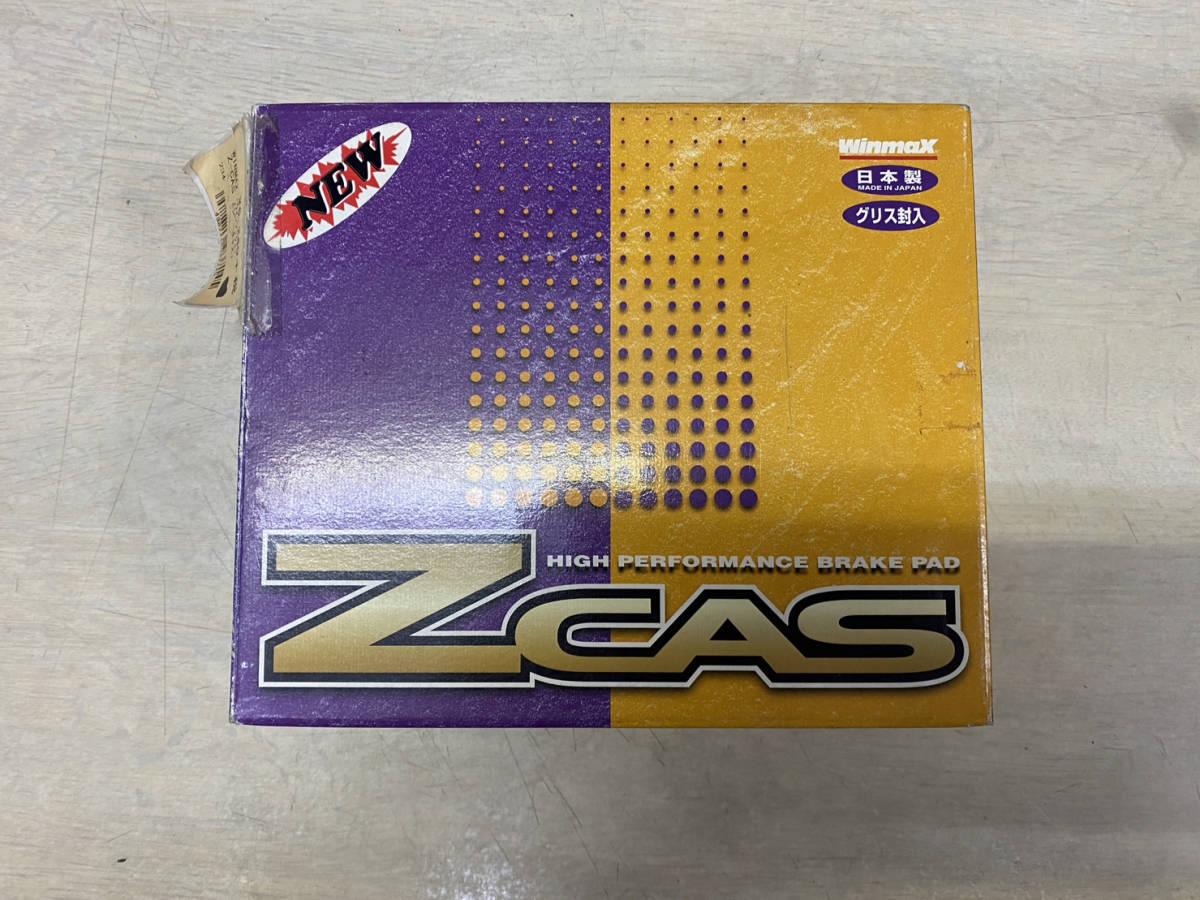 NEW
Winmax
日本製
MADE IN JAPAN
グリス封入
HIGH PERFORMANCE BRAKE PAD
ZCAS